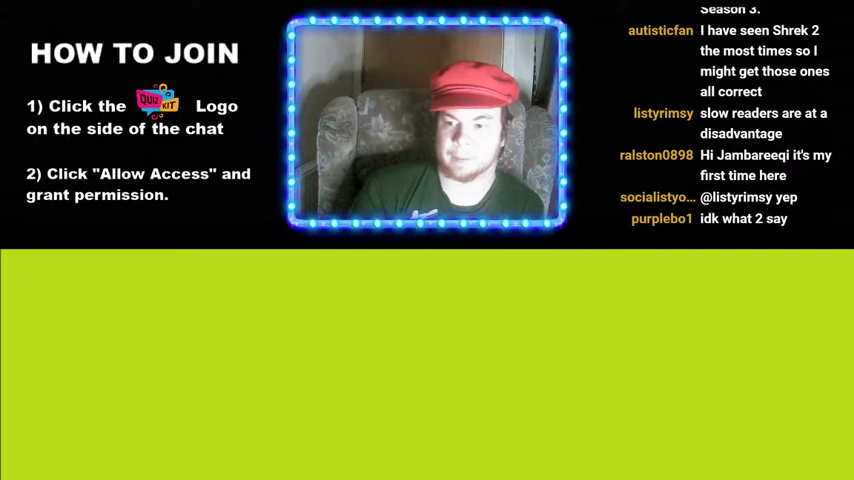 HOW TO JOIN
1) Click the QUIZ KIT Logo
on the side of the chat
2) Click "Allow Access" and
grant permission.
Season 3.
autisticfan I have seen Shrek 2
the most times so I
might get those ones
all correct
listyrimsy slow readers are at a
disadvantage
ralston0898 Hi Jambareeqi it's my
first time here
socialistyo... @listyrimsy yep
purplebo1 idk what 2 say